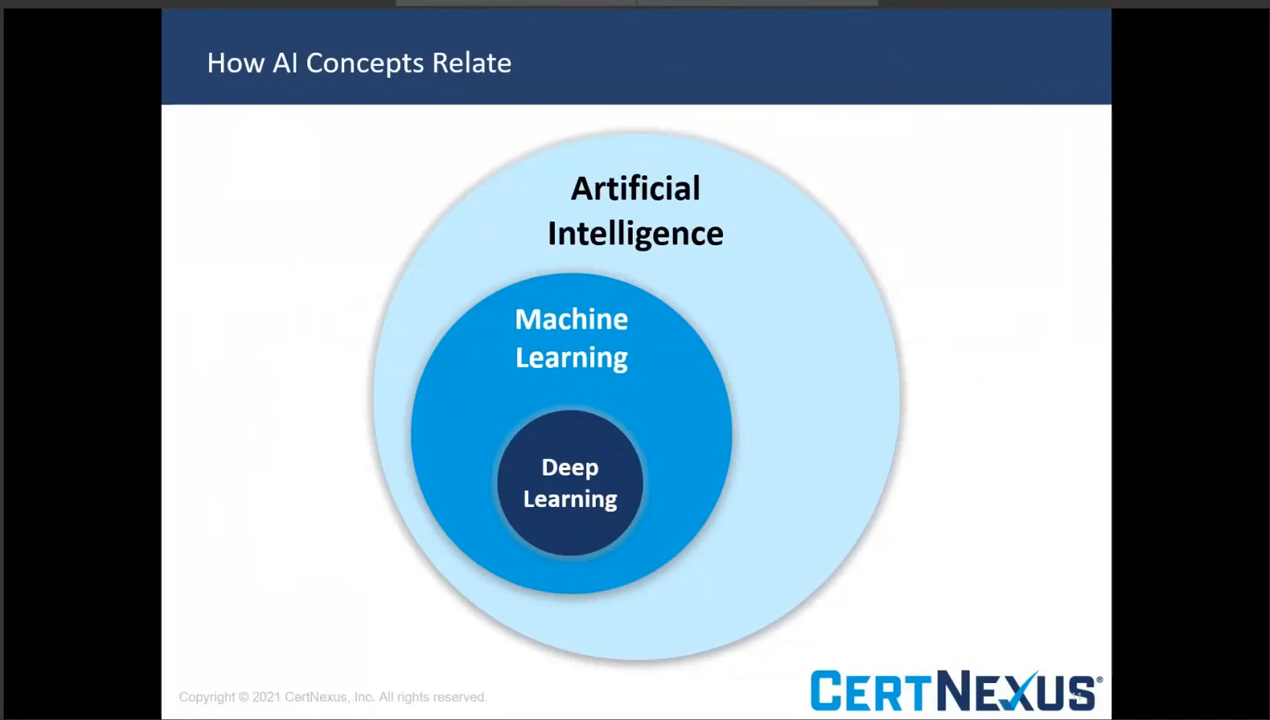 How AI Concepts Relate
Artificial
Intelligence
Machine
Learning
Deep
Learning
Copyright © 2021 CertNexus, Inc. All rights reserved.
CERTNEXUS®